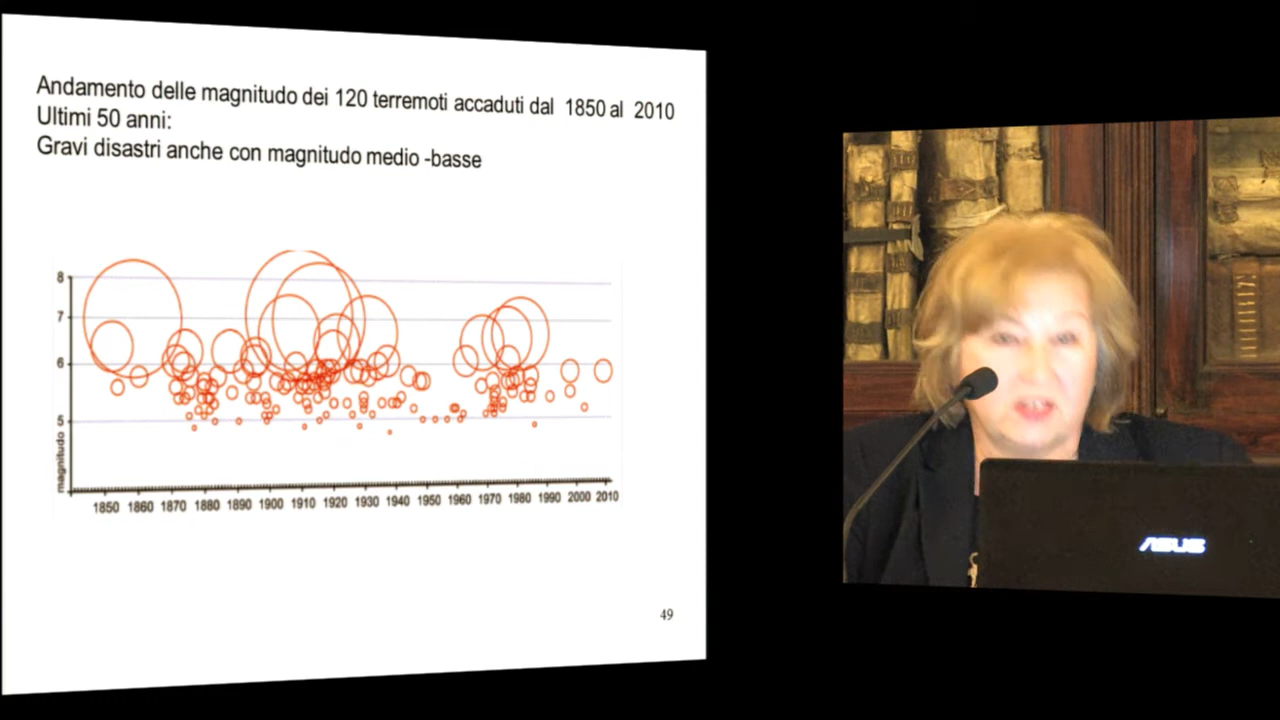 Andamento delle magnitudo dei 120 terremoti accaduti dal 1850 al 2010
Ultimi 50 anni:
Gravi disastri anche con magnitudo medio -basse
8
7
6
5
magnitudo
1850 1860 1870 1880 1890 1900 1910 1920 1930 1940 1950 1960 1970 1980 1990 2000 2010
49
ASUS